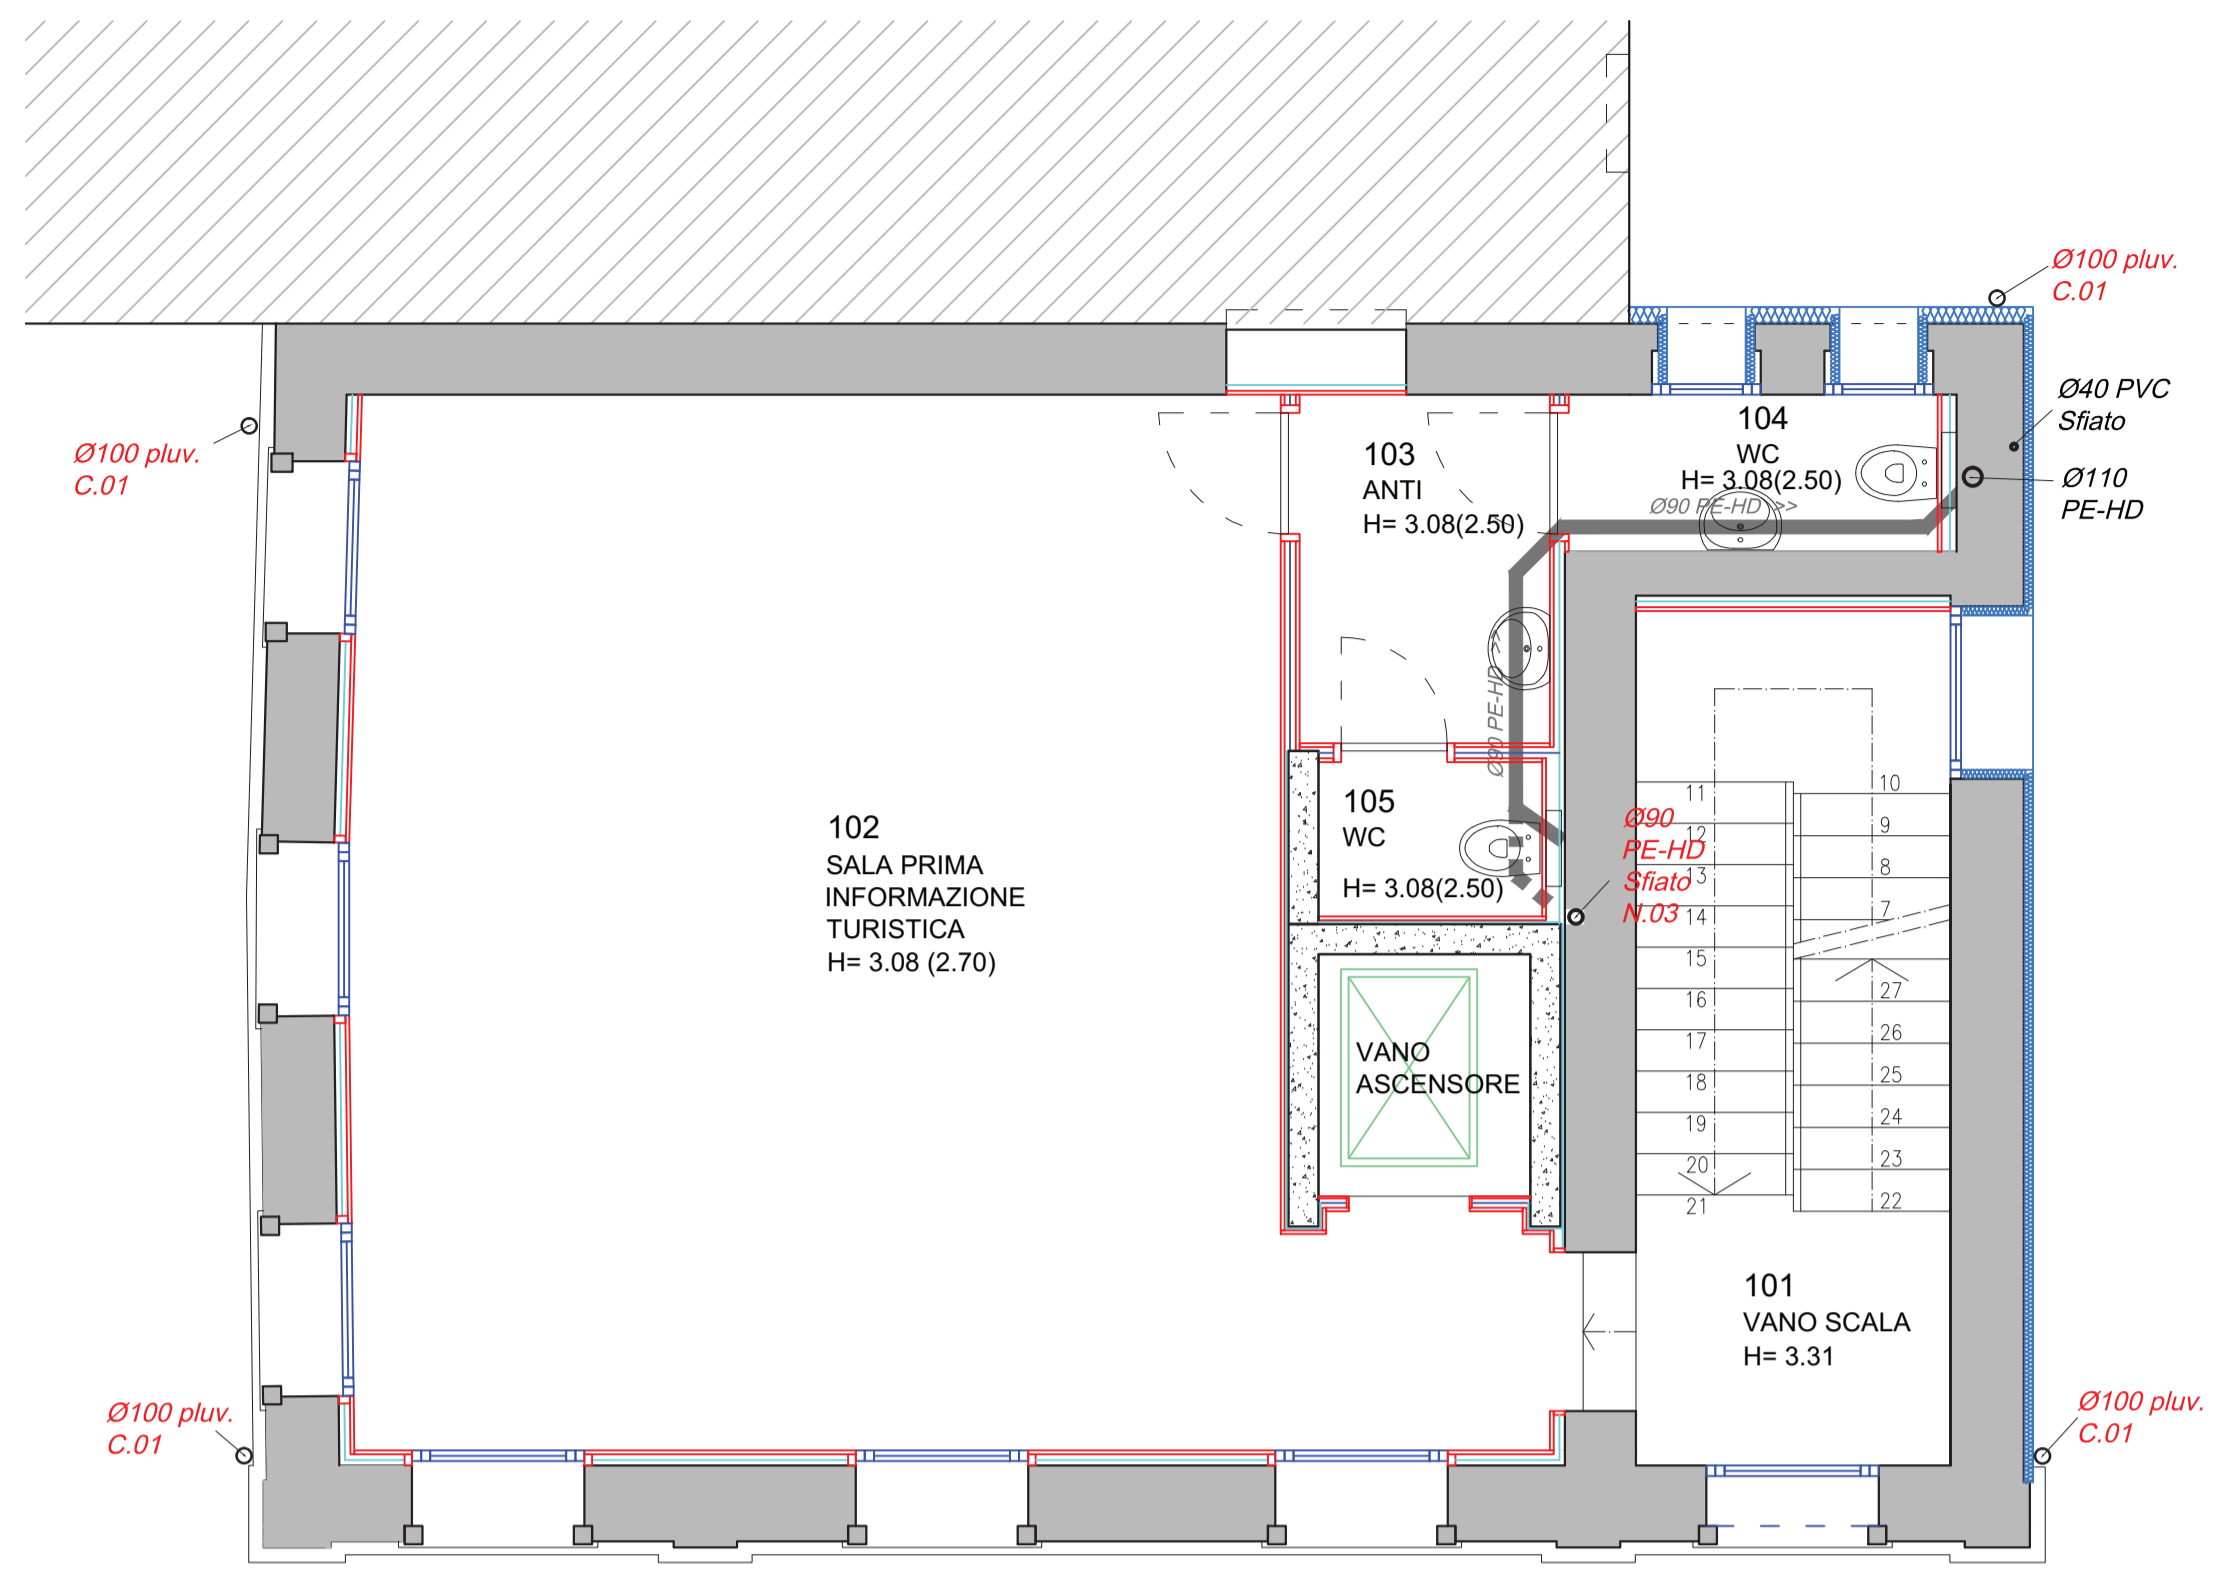 Ø100 pluv.
C.01
Ø40 PVC
Sfiato
Ø110
PE-HD
104
WC
H= 3.08(2.50)
Ø90 PE-HD >>
103
ANTI
H= 3.08(2.50)
Ø100 pluv.
C.01
Ø90 PE-HD >>
105
WC
H= 3.08(2.50)
102
SALA PRIMA
INFORMAZIONE
TURISTICA
H= 3.08 (2.70)
Ø90
PE-HD
Sfiato
N.03
11
12
13
14
15
16
17
18
19
20
21
10
9
8
7
27
26
25
24
23
22
VANO
ASCENSORE
101
VANO SCALA
H= 3.31
Ø100 pluv.
C.01
Ø100 pluv.
C.01